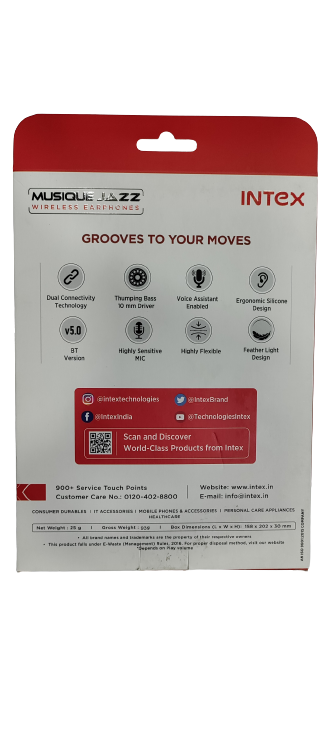 MUSIQUE JAZZ
WIRELESS EARPHONES
INTEX
GROOVES TO YOUR MOVES
Dual Connectivity
Technology
Thumping Bass
10 mm Driver
Voice Assistant
Enabled
Ergonomic Silicone
Design
v5.0
BT
Version
Highly Sensitive
MIC
Highly Flexible
Feather Light
Design
@intextechnologies
@IntexBrand
@IntexIndia
@TechnologiesIntex
Scan and Discover
World-Class Products from Intex
900+ Service Touch Points
Customer Care No.: 0120-402-8800
Website: www.intex.in
E-mail: info@intex.in
CONSUMER DURABLES | IT ACCESSORIES | MOBILE PHONES & ACCESSORIES | PERSONAL CARE APPLIANCES
HEALTHCARE
Net Weight : 25 g | Gross Weight : 93g | Box Dimensions (L x W x H): 158 x 202 x 30 mm
• All brand names and trademarks are the property of their respective owners
• This product falls under E-Waste (Management) Rules, 2016. For proper disposal method, visit our website
*Depends on Play volume
AN ISO 9001:2015 COMPANY